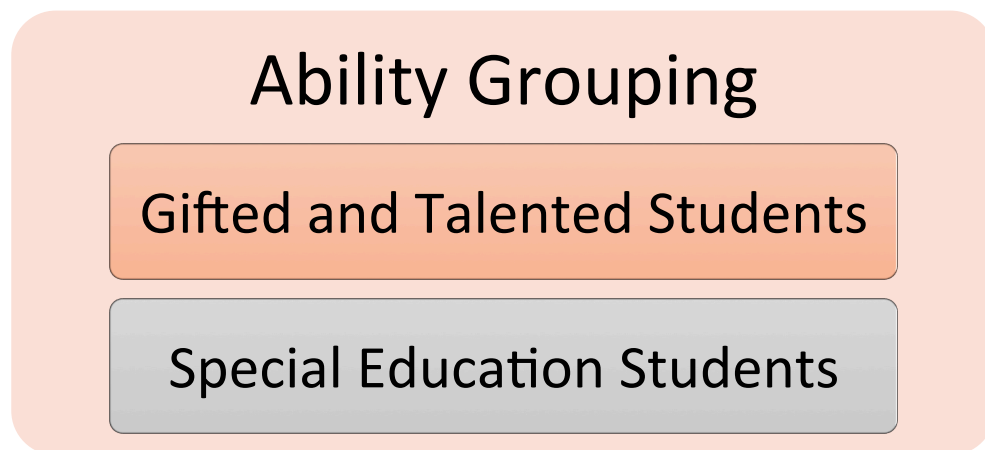 Ability Grouping
Gifted and Talented Students
Special Education Students